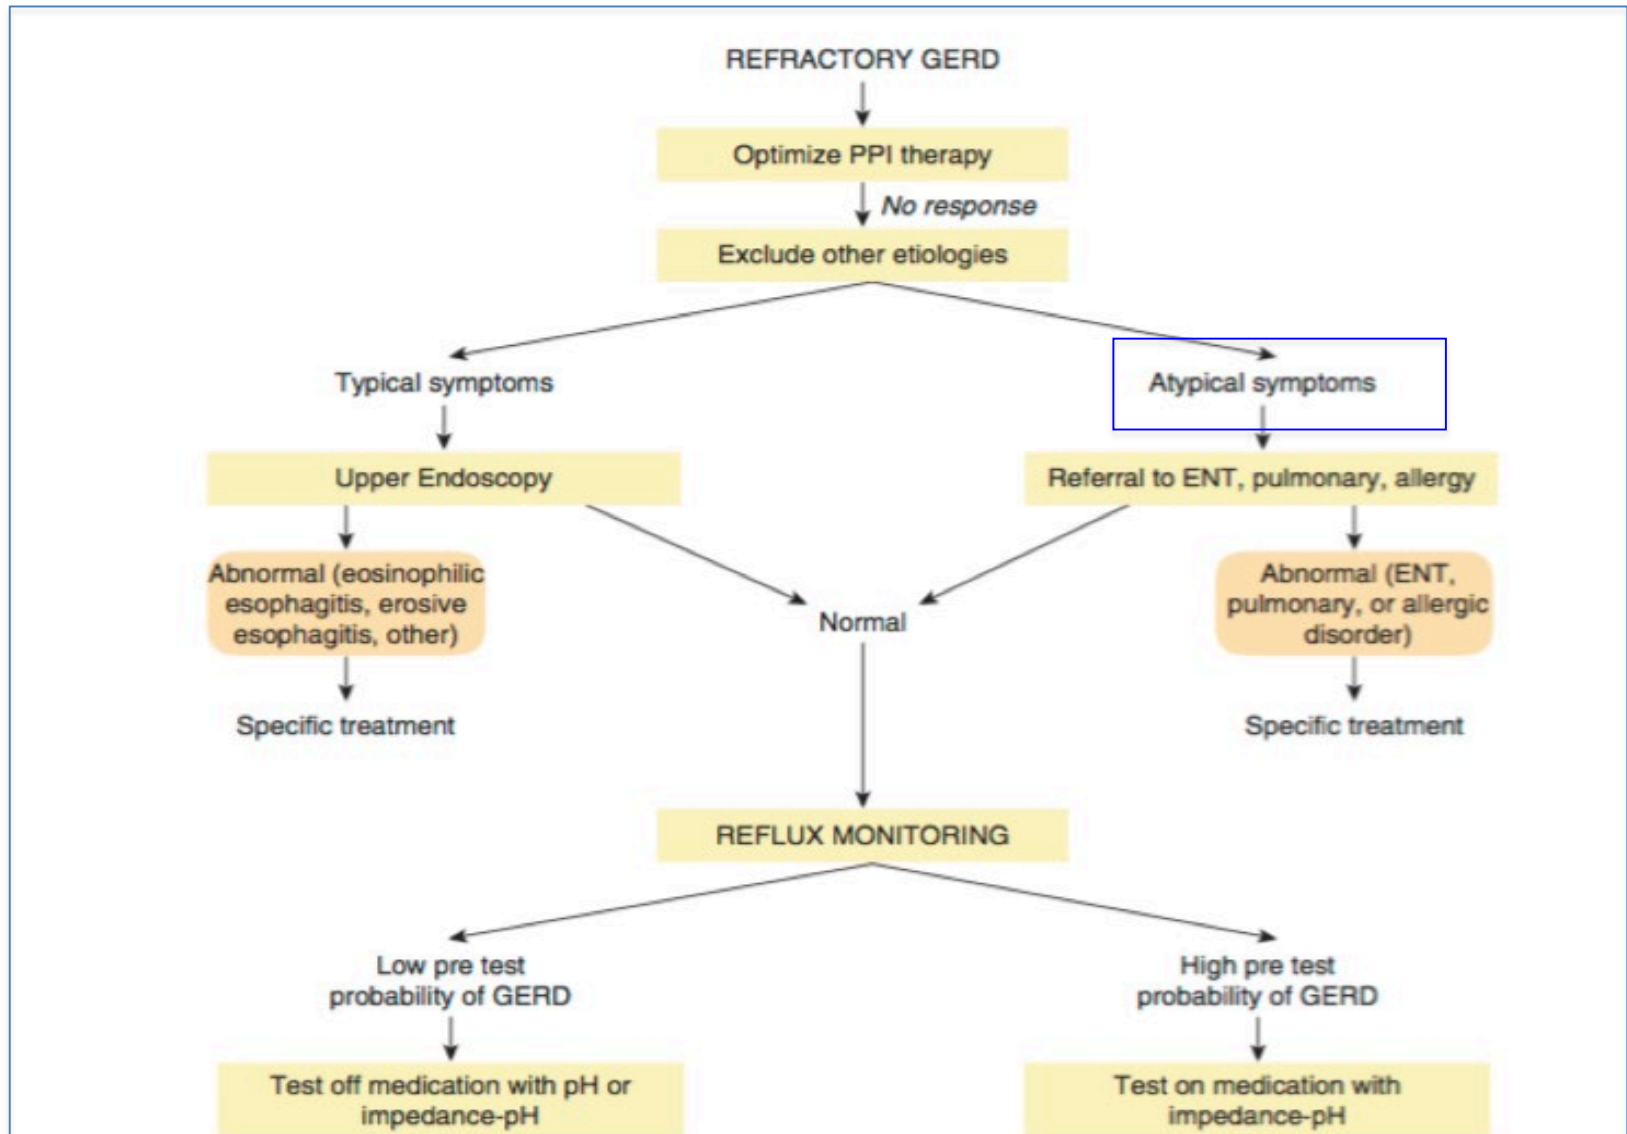 REFRACTORY GERD
Optimize PPI therapy
No response
Exclude other etiologies
Typical symptoms
Atypical symptoms
Upper Endoscopy
Referral to ENT, pulmonary, allergy
Abnormal (eosinophilic
esophagitis, erosive
esophagitis, other)
Normal
Abnormal (ENT,
pulmonary, or allergic
disorder)
Specific treatment
Specific treatment
REFLUX MONITORING
Low pre test
probability of GERD
High pre test
probability of GERD
Test off medication with pH or
impedance-pH
Test on medication with
impedance-pH